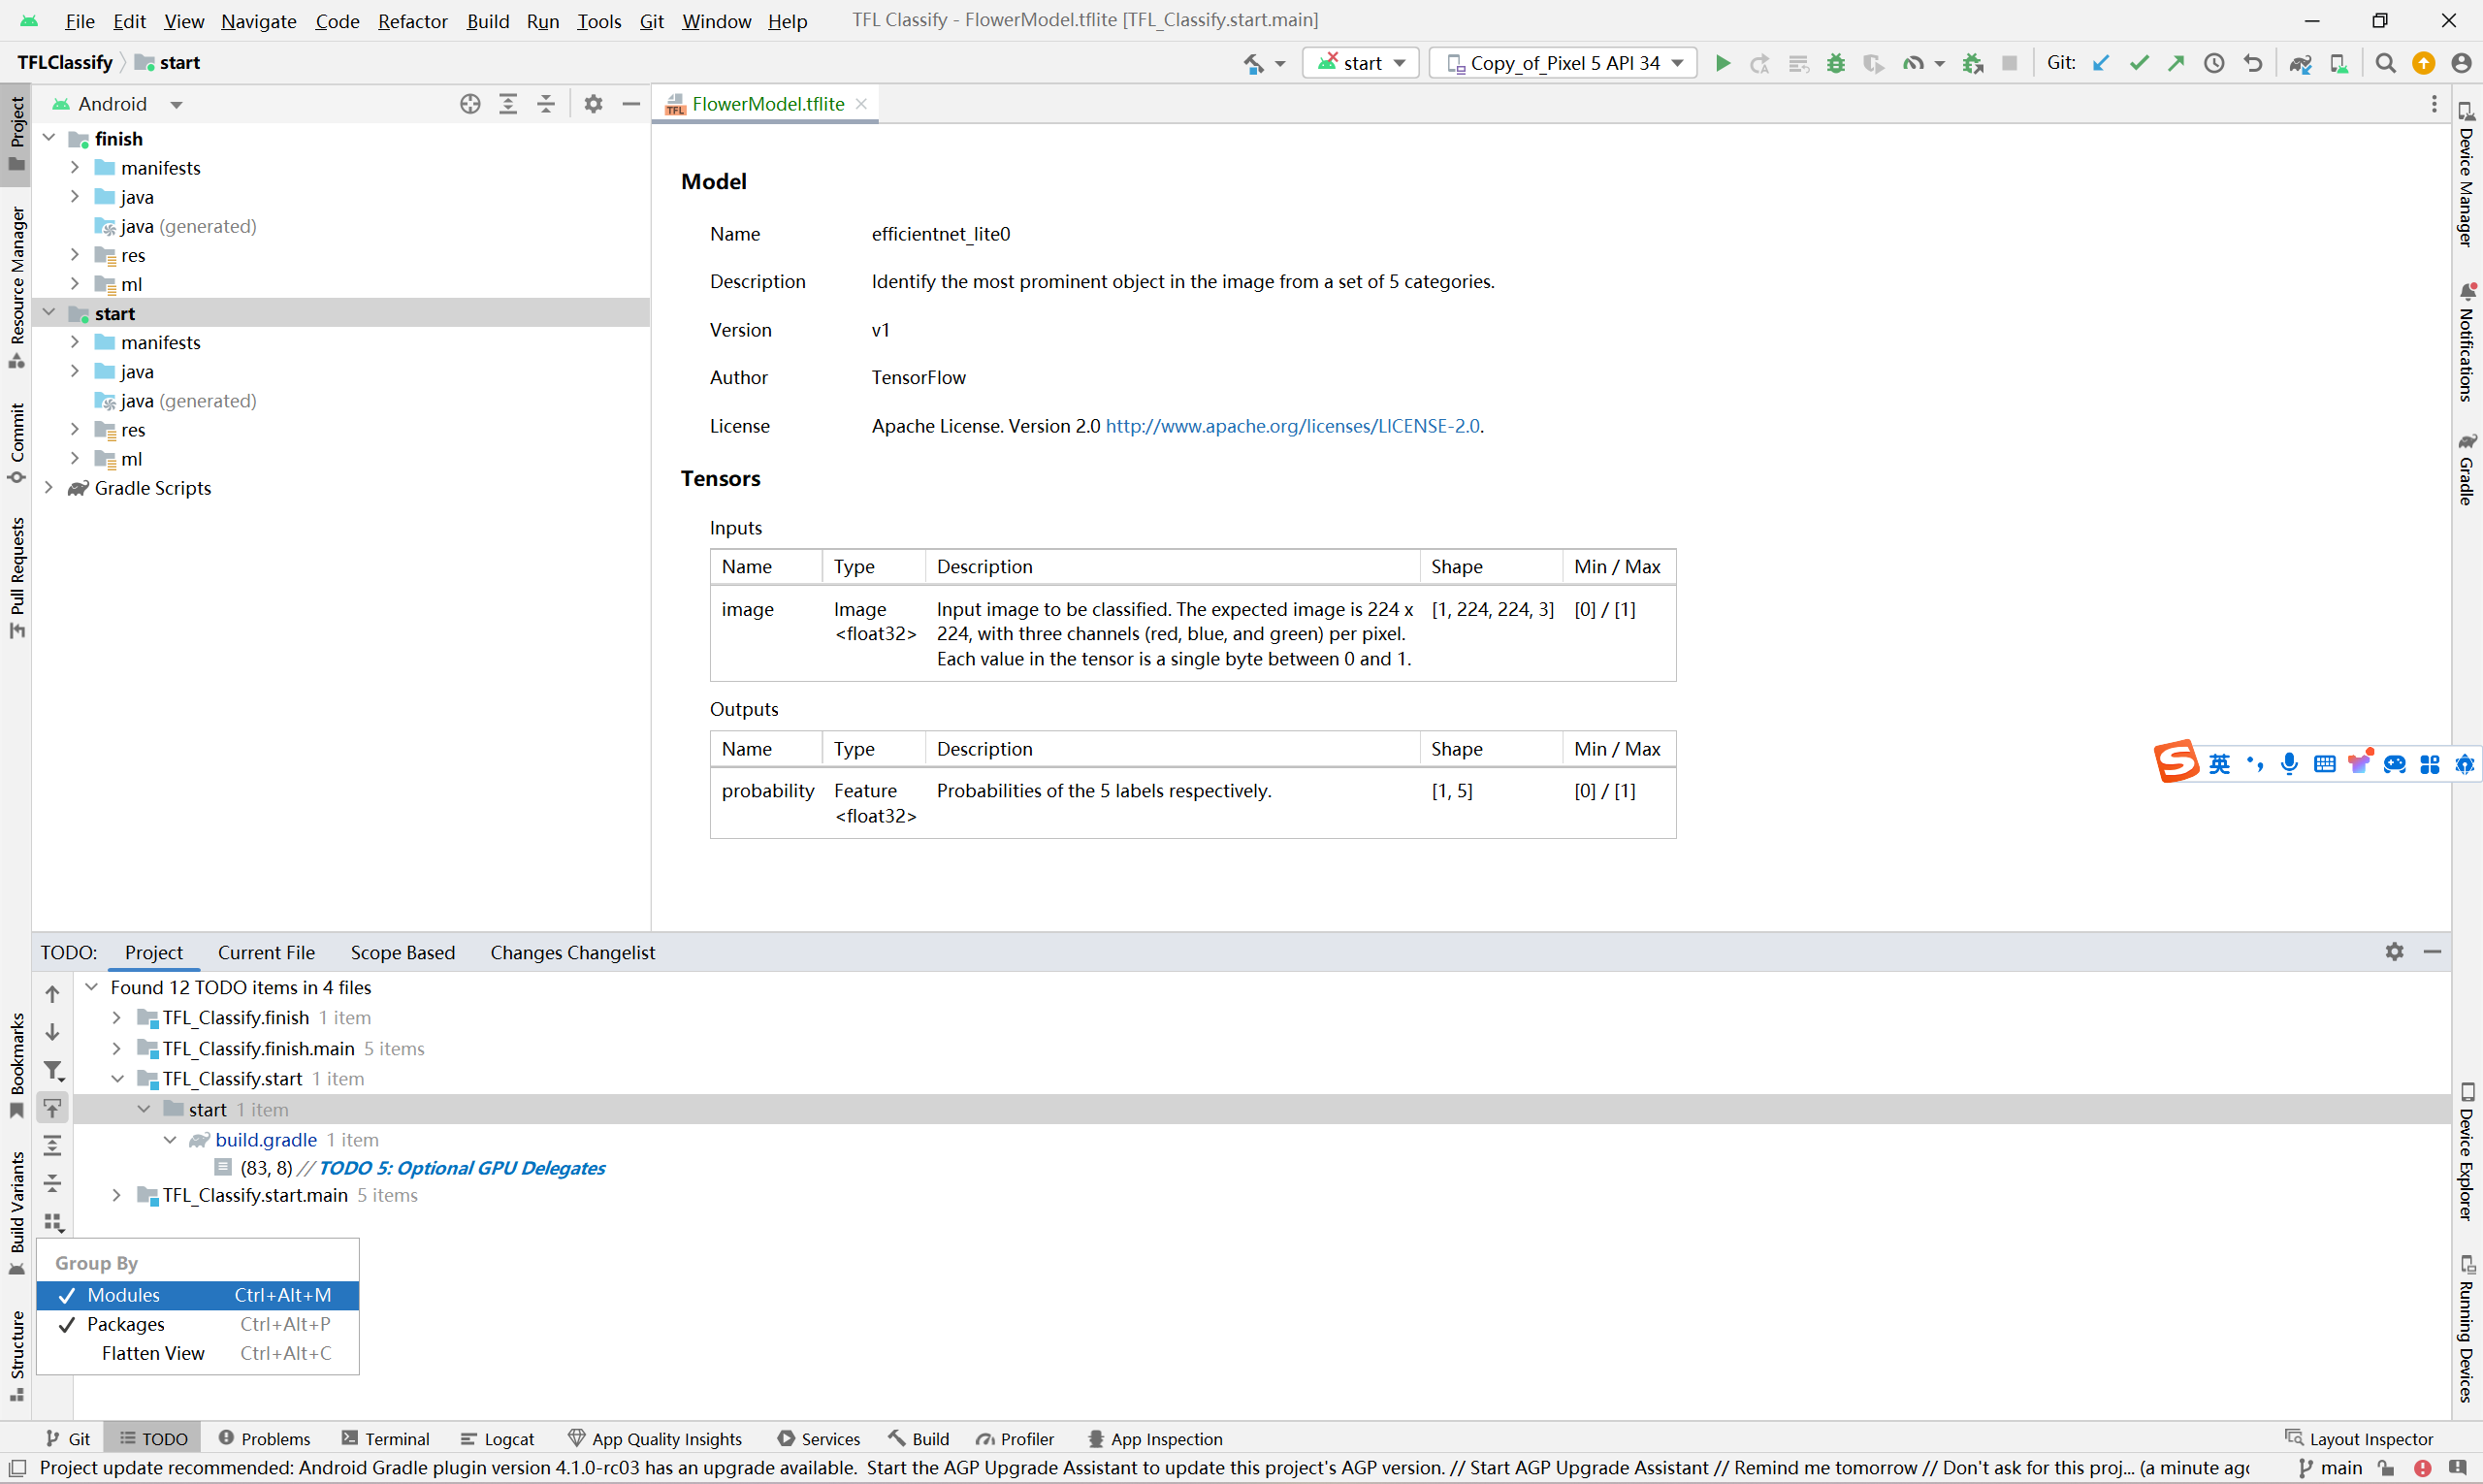 File Edit View Navigate Code Refactor Build Run Tools Git Window Help TFL Classify - FlowerModel.tflite [TFL_Classify.start.main]
TFLClassify start start Copy_of_Pixel 5 API 34 Git:
Project
Resource Manager
Commit
Pull Requests
Bookmarks
Build Variants
Structure
Android
finish
manifests
java
java (generated)
res
ml
start
manifests
java
java (generated)
res
ml
Gradle Scripts
TFL FlowerModel.tflite
Model
Name efficientnet_lite0
Description Identify the most prominent object in the image from a set of 5 categories.
Version v1
Author TensorFlow
License Apache License. Version 2.0 http://www.apache.org/licenses/LICENSE-2.0.
Tensors
Inputs
Name Type Description Shape Min / Max
image Image Input image to be classified. The expected image is 224 x [1, 224, 224, 3] [0] / [1]
<float32> 224, with three channels (red, blue, and green) per pixel.
Each value in the tensor is a single byte between 0 and 1.
Outputs
Name Type Description Shape Min / Max
probability Feature Probabilities of the 5 labels respectively. [1, 5] [0] / [1]
<float32>
S 英
Device Manager
Notifications
Gradle
Device Explorer
Running Devices
TODO: Project Current File Scope Based Changes Changelist
Found 12 TODO items in 4 files
TFL_Classify.finish 1 item
TFL_Classify.finish.main 5 items
TFL_Classify.start 1 item
start 1 item
build.gradle 1 item
(83, 8) // TODO 5: Optional GPU Delegates
TFL_Classify.start.main 5 items
Group By
Modules Ctrl+Alt+M
Packages Ctrl+Alt+P
Flatten View Ctrl+Alt+C
Git TODO Problems Terminal Logcat App Quality Insights Services Build Profiler App Inspection Layout Inspector
Project update recommended: Android Gradle plugin version 4.1.0-rc03 has an upgrade available. Start the AGP Upgrade Assistant to update this project's AGP version. // Start AGP Upgrade Assistant // Remind me tomorrow // Don't ask for this proj... (a minute ago main